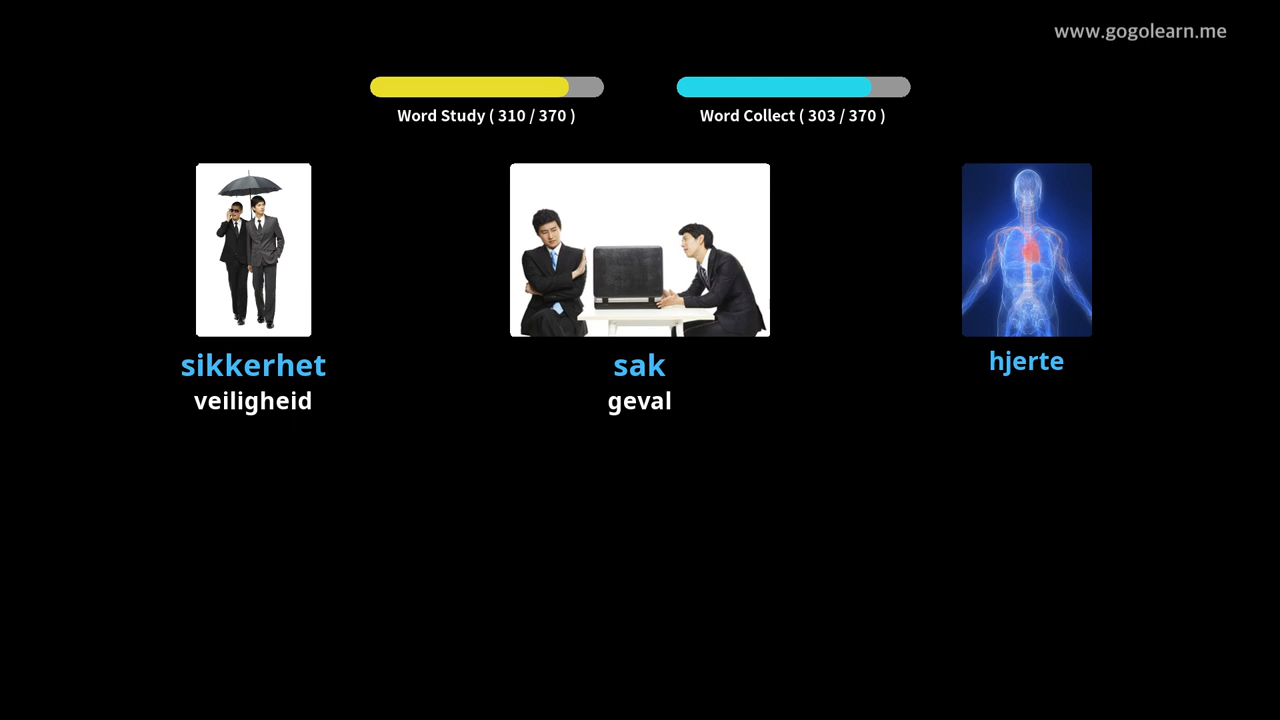 www.gogolearn.me
Word Study ( 310 / 370 )
Word Collect ( 303 / 370 )
sikkerhet
veiligheid
sak
geval
hjerte